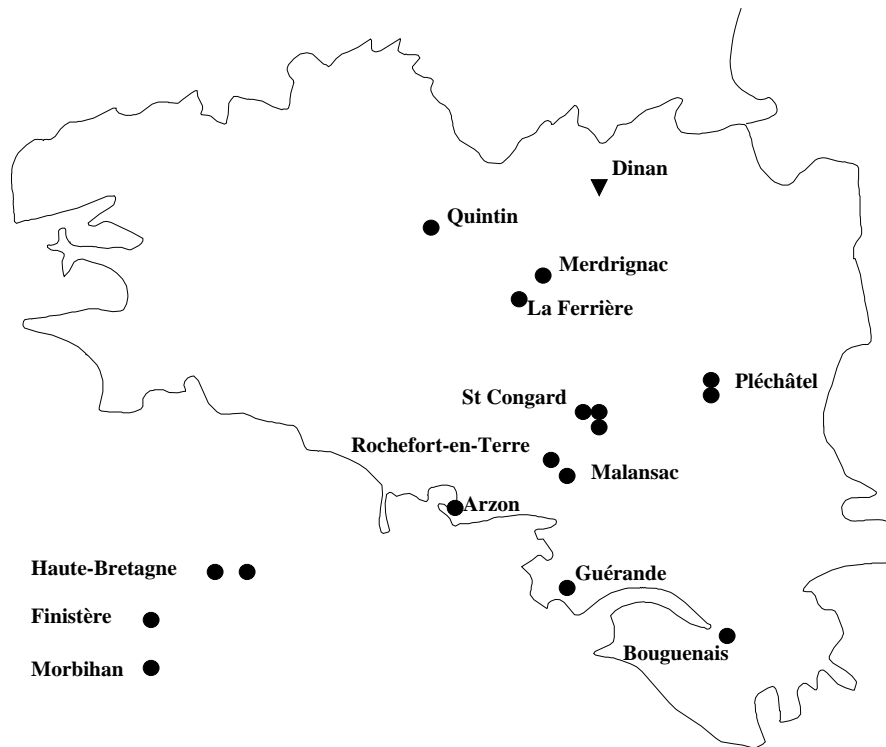 Dinan
Quintin
Merdrignac
La Ferrière
Pléchâtel
St Congard
Rochefort-en-Terre
Malansac
Arzon
Haute-Bretagne
Guérande
Finistère
Bouguenais
Morbihan